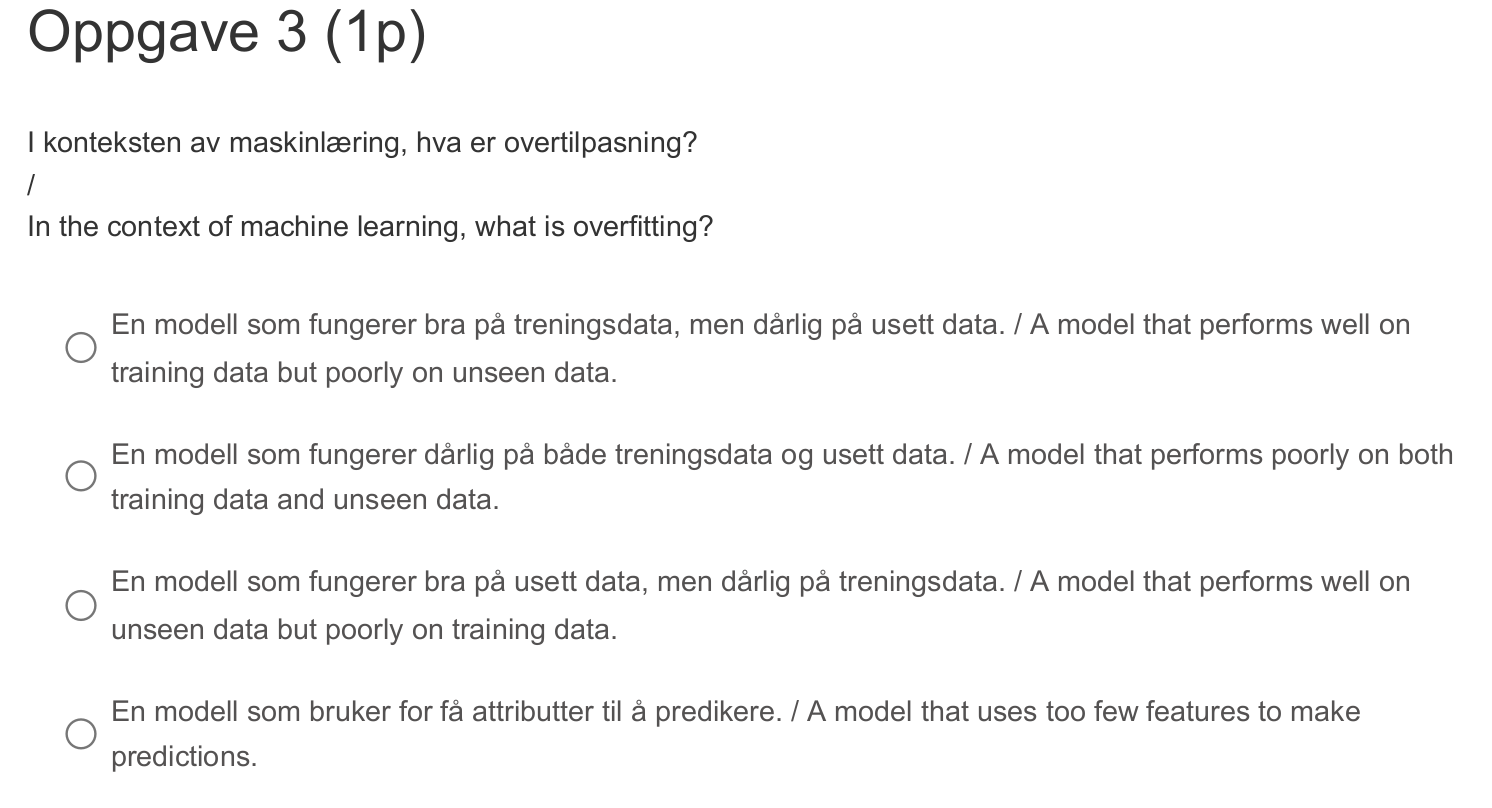 Oppgave 3 (1p)
I konteksten av maskinlæring, hva er overtilpasning?
/
In the context of machine learning, what is overfitting?
En modell som fungerer bra på treningsdata, men dårlig på usett data. / A model that performs well on
training data but poorly on unseen data.
En modell som fungerer dårlig på både treningsdata og usett data. / A model that performs poorly on both
training data and unseen data.
En modell som fungerer bra på usett data, men dårlig på treningsdata. / A model that performs well on
unseen data but poorly on training data.
En modell som bruker for få attributter til å predikere. / A model that uses too few features to make
predictions.